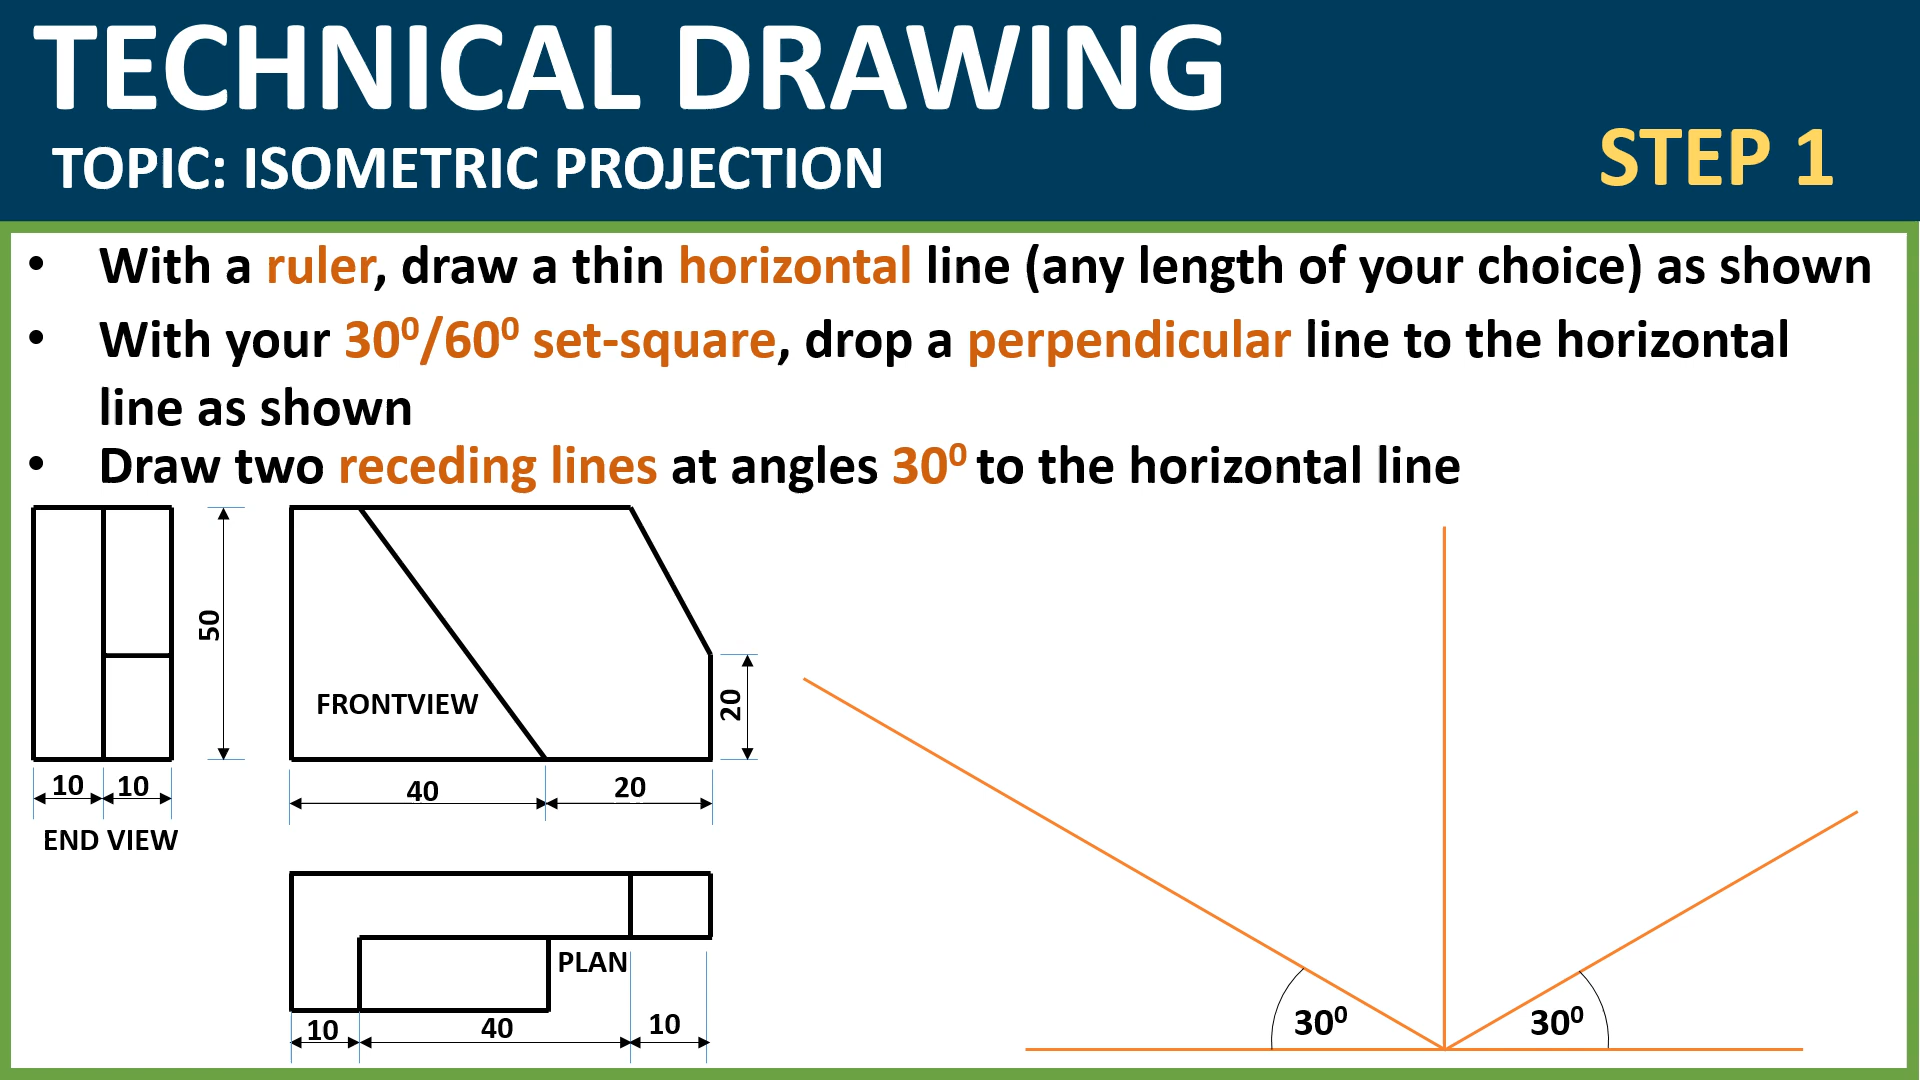 TECHNICAL DRAWING
TOPIC: ISOMETRIC PROJECTION
STEP 1
• With a ruler, draw a thin horizontal line (any length of your choice) as shown
• With your 30⁰/60⁰ set-square, drop a perpendicular line to the horizontal
line as shown
• Draw two receding lines at angles 30⁰ to the horizontal line
50
FRONTVIEW
20
10 10
40 20
END VIEW
PLAN
10 40 10
30⁰ 30⁰